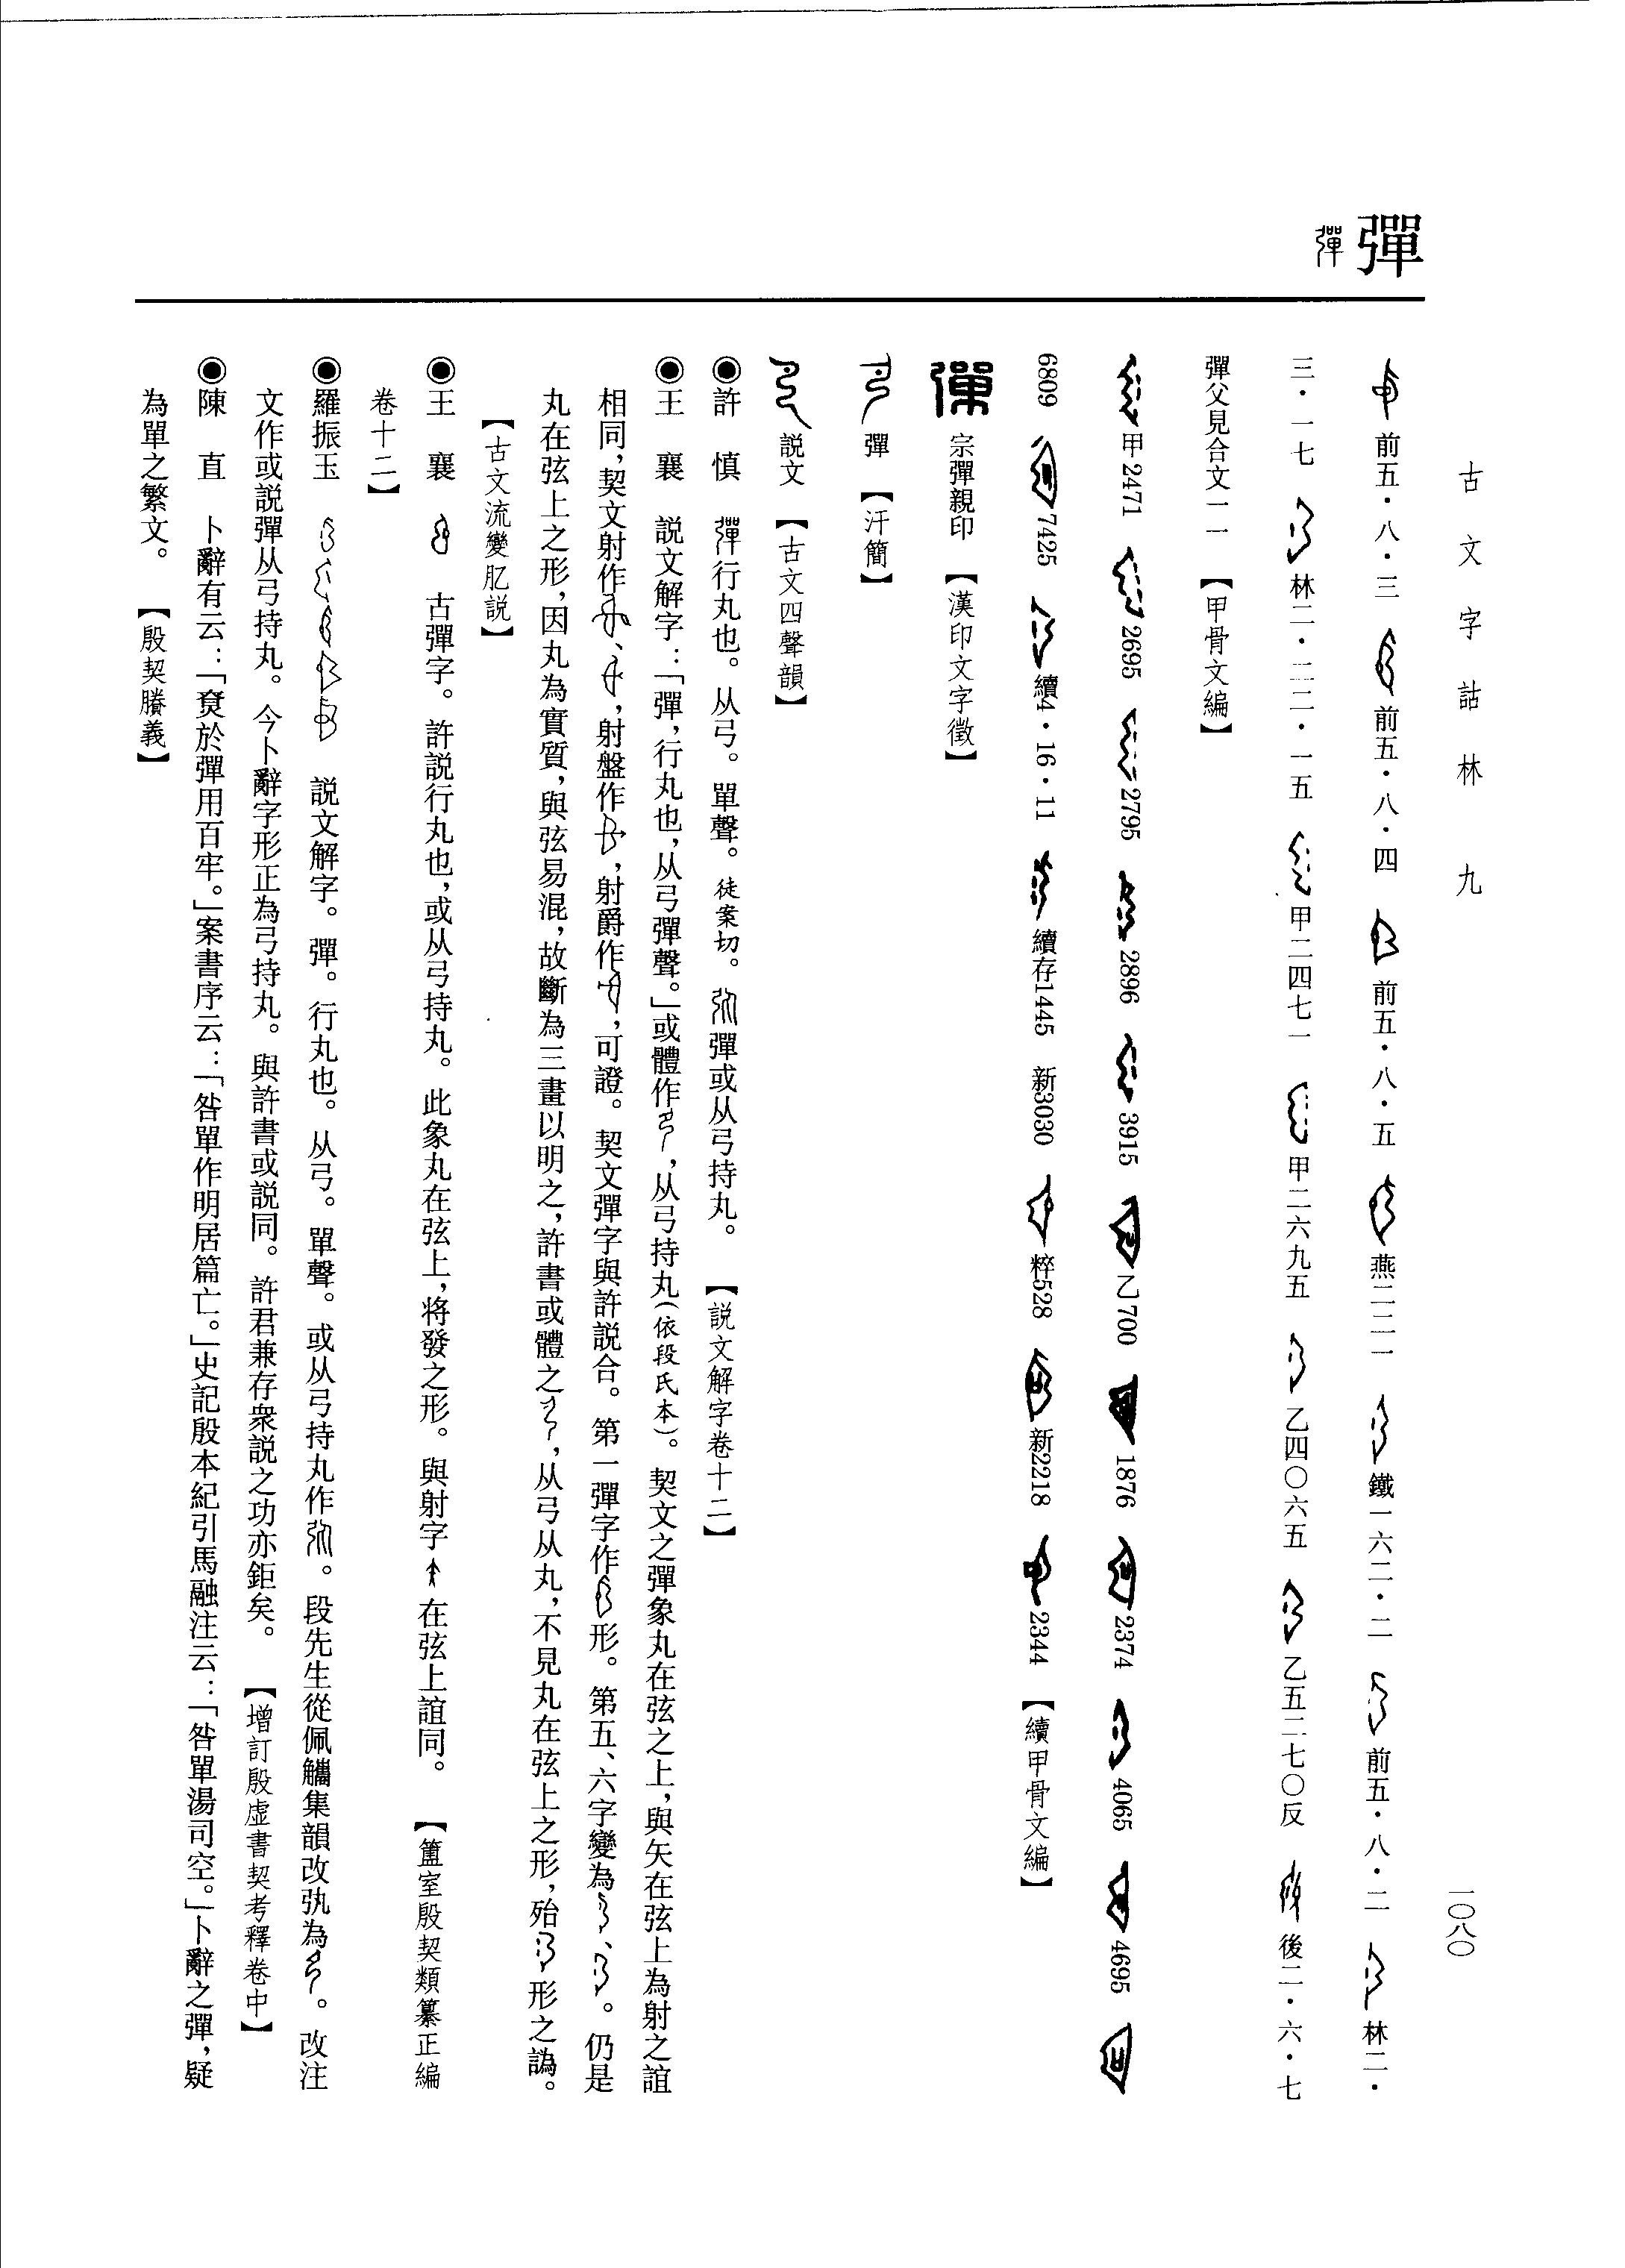 古文字詁林 九
一〇八〇
彈 彈
前五·八·三 前五·八·四 前五·八·五 燕二二一 鐵一六二·二 前五·八·二 林二·
三·一七 林二·二二·一五 甲二四七一 甲二六九五 乙四〇六五 乙五二七〇反 後二·六·七
彈父見合文一一 【甲骨文編】
甲2471 2695 2795 2896 3915 乙700 1876 2374 4065 4695
6809 7425 續4·16·11 續存1445 新3030 粹528 新2218 2344 【續甲骨文編】
宗彈親印 【漢印文字徵】
彈 【汗簡】
説文 【古文四聲韻】
◉許 慎 彈行丸也。从弓。單聲。徒案切。彈或从弓持丸。 【説文解字卷十二】
◉王 襄 説文解字：「彈，行丸也，从弓彈聲。」或體作，从弓持丸（依段氏本）。契文之彈象丸在弦之上，與矢在弦上為射之誼
相同，契文射作、，射盤作，射爵作，可證。契文彈字與許説合。第一彈字作形。第五、六字變為、。仍是
丸在弦上之形，因丸為實質，與弦易混，故斷為三畫以明之，許書或體之，从弓从丸，不見丸在弦上之形，殆形之譌。
【古文流變肊説】
◉王 襄 古彈字。許説行丸也，或从弓持丸。此象丸在弦上，将發之形。與射字在弦上誼同。 【簠室殷契類纂正編
卷十二】
◉羅振玉 説文解字。彈。行丸也。从弓。單聲。或从弓持丸作。段先生從佩觿集韻改㢧為。改注
文作或説彈从弓持丸。今卜辭字形正為弓持丸。與許書或説同。許君兼存衆説之功亦鉅矣。 【增訂殷虛書契考釋卷中】
◉陳 直 卜辭有云：「寮於彈用百牢。」案書序云：「咎單作明居篇亡。」史記殷本紀引馬融注云：「咎單湯司空。」卜辭之彈，疑
為單之繁文。 【殷契賸義】